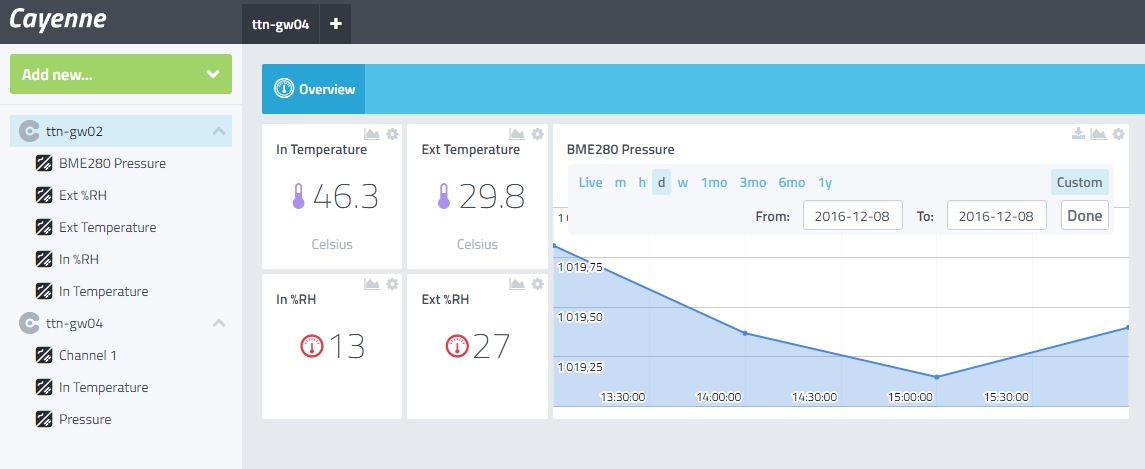 Cayenne
ttn-gw04
+
Add new...
ttn-gw02
BME280 Pressure
Ext %RH
Ext Temperature
In %RH
In Temperature
ttn-gw04
Channel 1
In Temperature
Pressure
Overview
In Temperature
46.3
Celsius
Ext Temperature
29.8
Celsius
In %RH
13
Ext %RH
27
BME280 Pressure
Live m h d w 1mo 3mo 6mo 1y Custom
From: 2016-12-08 To: 2016-12-08 Done
1 019,75
1 019,50
1 019,25
13:30:00 14:00:00 14:30:00 15:00:00 15:30:00